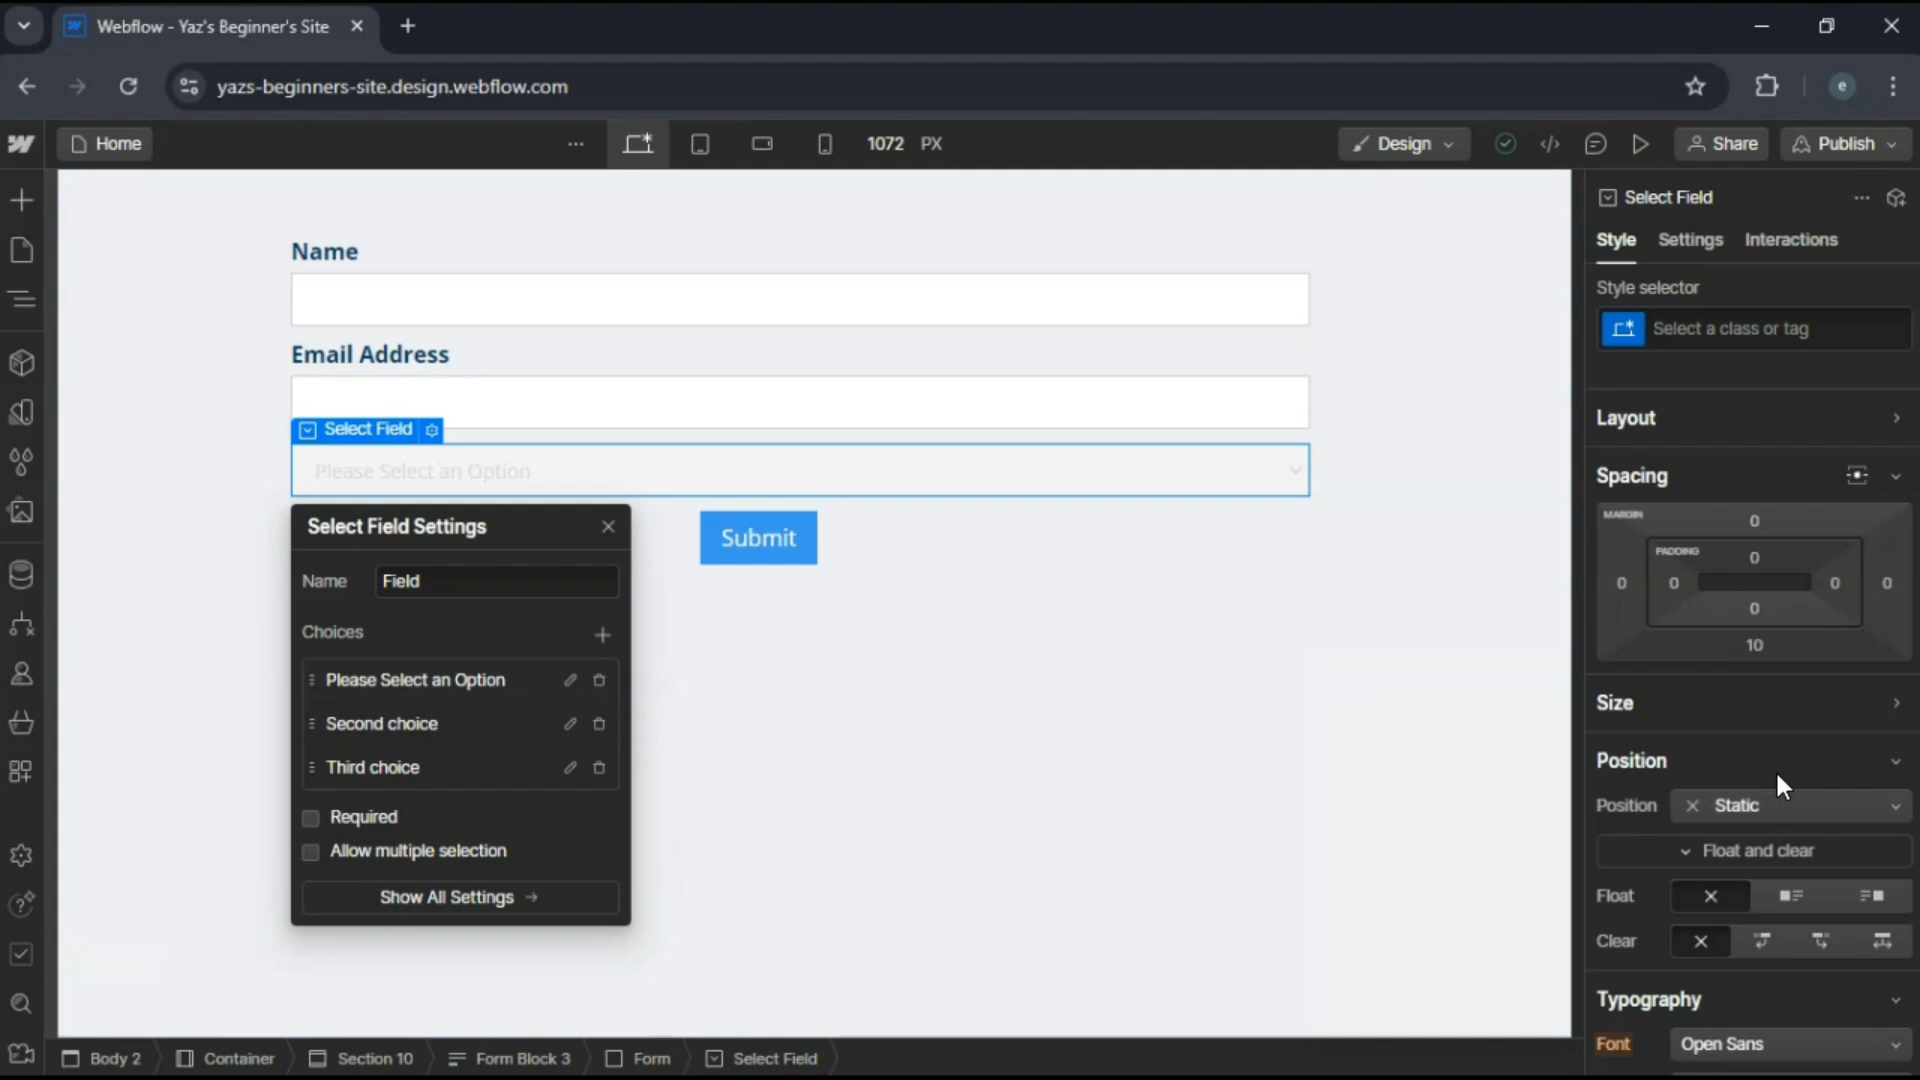 Webflow - Yaz's Beginner's Site
yazs-beginners-site.design.webflow.com
e
Home
1072 PX
Design
Share
Publish
Name
Email Address
Select Field
Please Select an Option
Submit
Select Field Settings
Name Field
Choices
Please Select an Option
Second choice
Third choice
Required
Allow multiple selection
Show All Settings
Body 2
Container
Section 10
Form Block 3
Form
Select Field
Select Field
Style Settings Interactions
Style selector
Select a class or tag
Layout
Spacing
MARGIN
0
PADDING
0
0 0 0 0
0
10
Size
Position
Position Static
Float and clear
Float
Clear
Typography
Font Open Sans